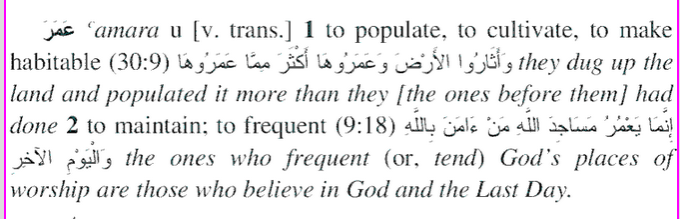 عَمَرَ ʿamara u [v. trans.] 1 to populate, to cultivate, to make
habitable (30:9) وَأَثَارُوا الأَرْضَ وَعَمَرُوهَا أَكْثَرَ مِمَّا عَمَرُوهَا they dug up the
land and populated it more than they [the ones before them] had
done 2 to maintain; to frequent (9:18) إِنَّمَا يَعْمُرُ مَسَاجِدَ اللَّهِ مَنْ ءَامَنَ بِاللَّهِ
وَالْيَوْمِ الآخِرِ the ones who frequent (or, tend) God's places of
worship are those who believe in God and the Last Day.